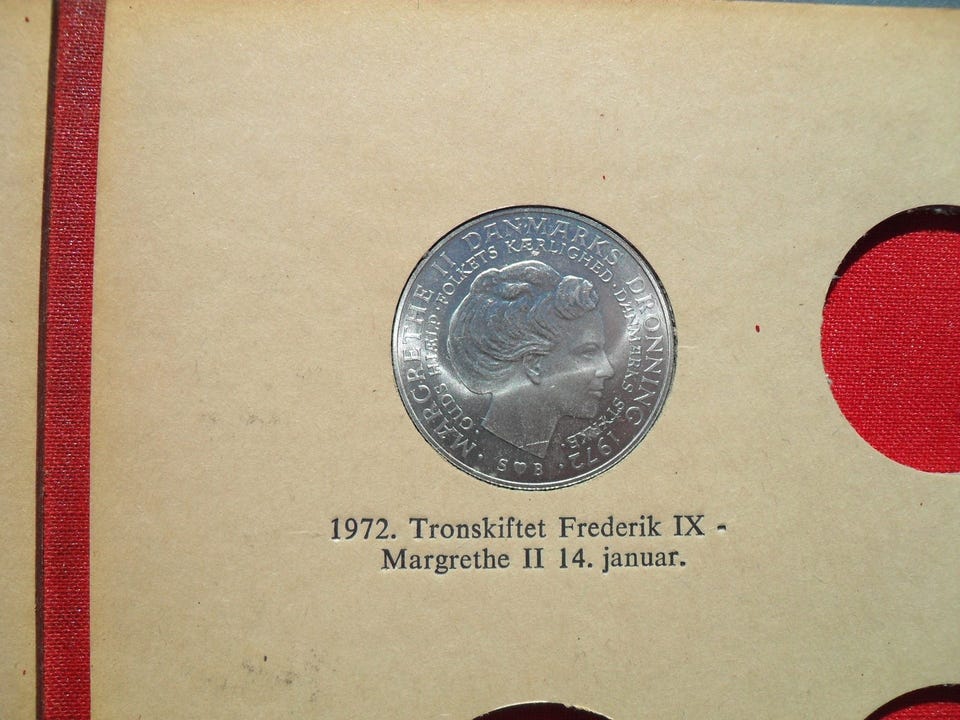 MARGRETHE II DANMARKS DRONNING 1972
GUDS HJÆLP · FOLKETS KÆRLIGHED · DANMARKS STYRKE
S ♥ B
1972. Tronskiftet Frederik IX -
Margrethe II 14. januar.